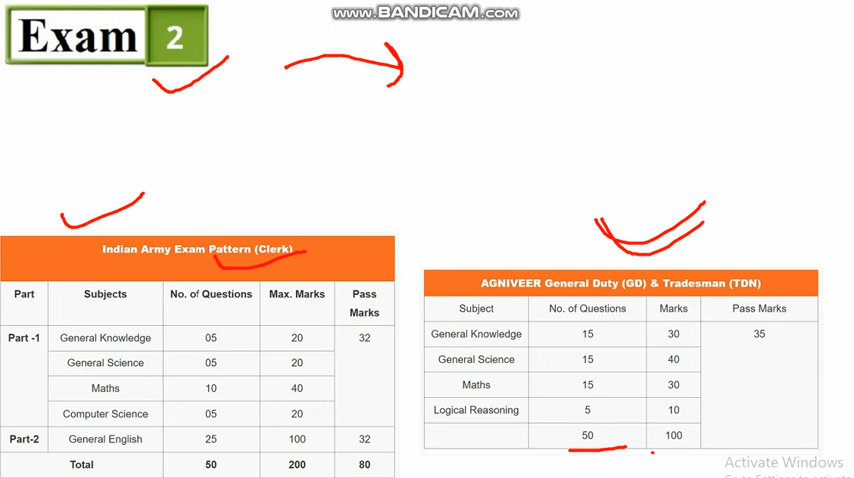 www.BANDICAM.com
Exam 2
Indian Army Exam Pattern (Clerk)
Part Subjects No. of Questions Max. Marks Pass Marks
Part -1 General Knowledge 05 20 32
General Science 05 20
Maths 10 40
Computer Science 05 20
Part-2 General English 25 100 32
Total 50 200 80
AGNIVEER General Duty (GD) & Tradesman (TDN)
Subject No. of Questions Marks Pass Marks
General Knowledge 15 30 35
General Science 15 40
Maths 15 30
Logical Reasoning 5 10
50 100
Activate Windows